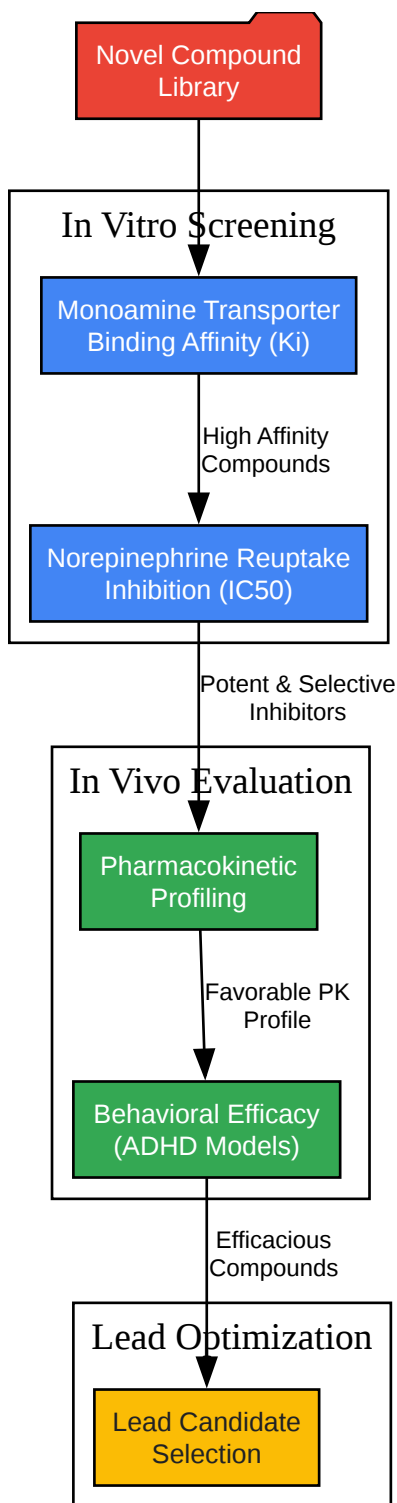 Novel Compound
Library
In Vitro Screening
Monoamine Transporter
Binding Affinity (Ki)
High Affinity
Compounds
Norepinephrine Reuptake
Inhibition (IC50)
Potent & Selective
Inhibitors
In Vivo Evaluation
Pharmacokinetic
Profiling
Favorable PK
Profile
Behavioral Efficacy
(ADHD Models)
Efficacious
Compounds
Lead Optimization
Lead Candidate
Selection